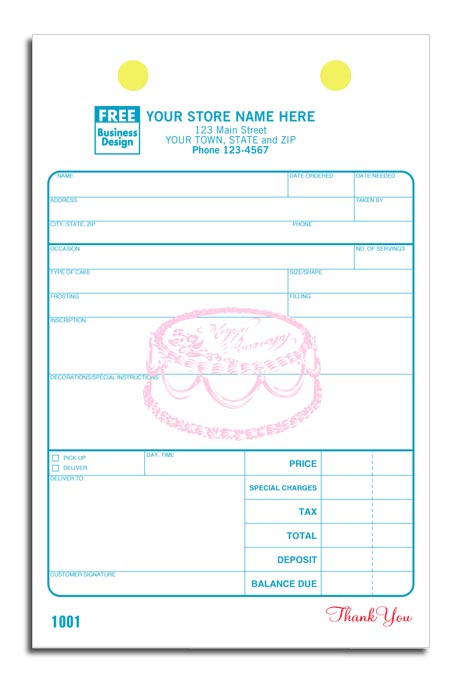 FREE
Business
Design
YOUR STORE NAME HERE
123 Main Street
YOUR TOWN, STATE and ZIP
Phone 123-4567
NAME DATE ORDERED DATE NEEDED
ADDRESS TAKEN BY
CITY, STATE, ZIP PHONE
OCCASION NO. OF SERVINGS
TYPE OF CAKE SIZE/SHAPE
FROSTING FILLING
INSCRIPTION
Happy
Anniversary
DECORATIONS/SPECIAL INSTRUCTIONS
PICK-UP DAY, TIME
DELIVER
DELIVER TO:
PRICE
SPECIAL CHARGES
TAX
TOTAL
DEPOSIT
CUSTOMER SIGNATURE
BALANCE DUE
1001
Thank You